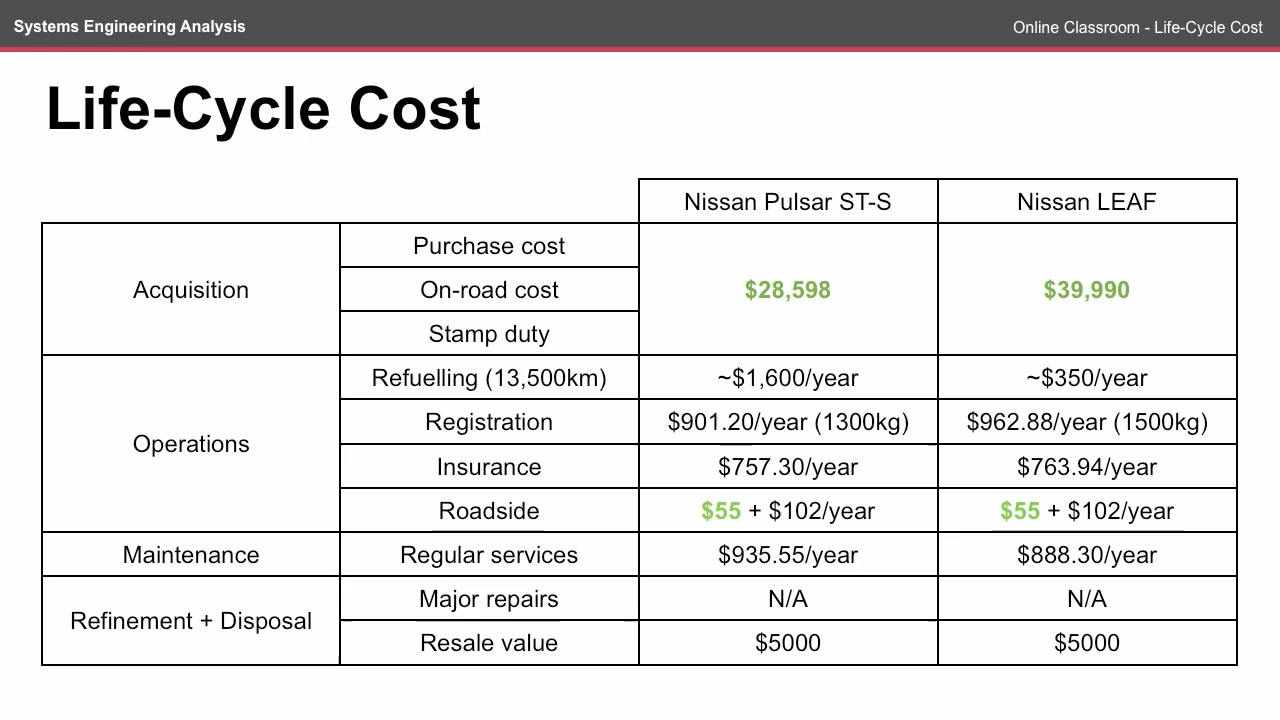 Systems Engineering Analysis
Online Classroom - Life-Cycle Cost
Life-Cycle Cost
Nissan Pulsar ST-S
Nissan LEAF
Acquisition
Purchase cost
On-road cost
Stamp duty
$28,598
$39,990
Operations
Refuelling (13,500km)
~$1,600/year
~$350/year
Registration
$901.20/year (1300kg)
$962.88/year (1500kg)
Insurance
$757.30/year
$763.94/year
Roadside
$55 + $102/year
$55 + $102/year
Maintenance
Regular services
$935.55/year
$888.30/year
Refinement + Disposal
Major repairs
N/A
N/A
Resale value
$5000
$5000